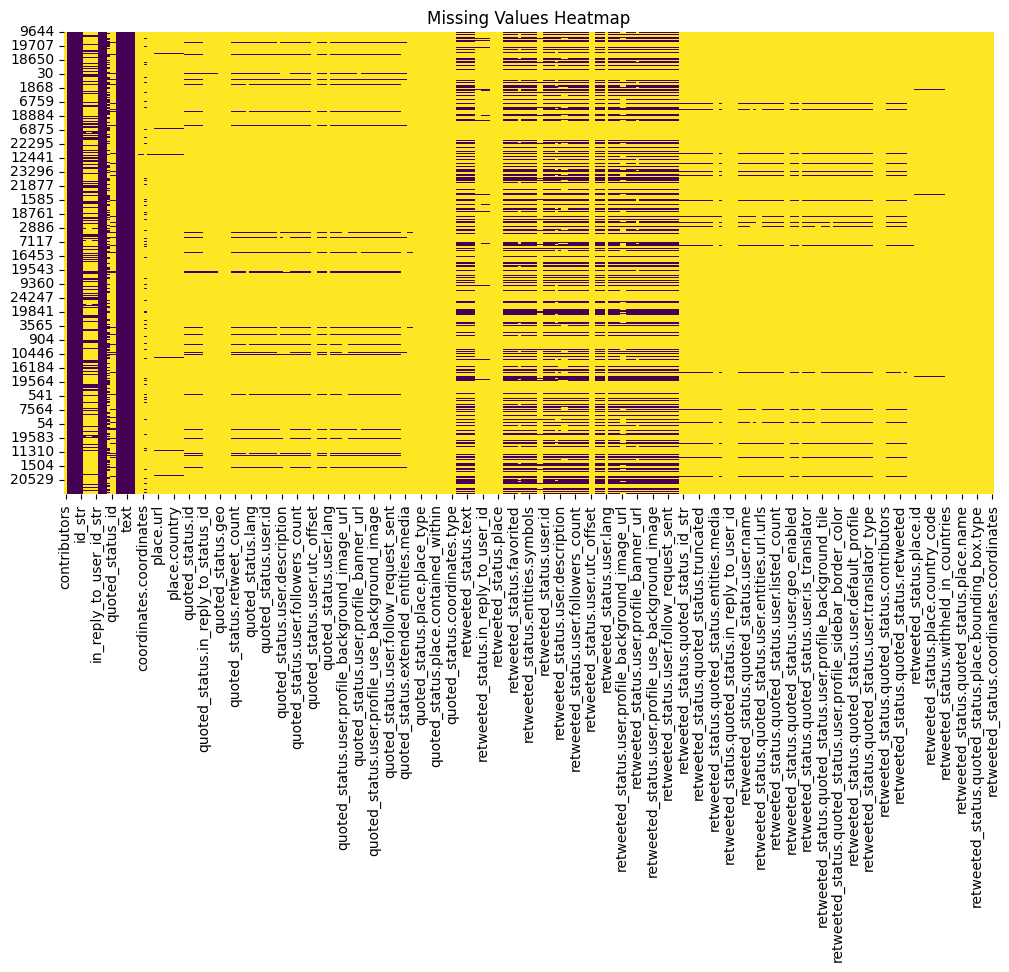 Missing Values Heatmap
9644
19707
18650
30
1868
6759
18884
6875
22295
12441
23296
21877
1585
18761
2886
7117
16453
19543
9360
24247
19841
3565
904
10446
16184
19564
541
7564
54
19583
11310
1504
20529
contributors
id_str
in_reply_to_user_id_str
quoted_status_id
text
coordinates.coordinates
place.url
place.country
quoted_status.id
quoted_status.in_reply_to_status_id
quoted_status.geo
quoted_status.retweet_count
quoted_status.lang
quoted_status.user.id
quoted_status.user.description
quoted_status.user.followers_count
quoted_status.user.utc_offset
quoted_status.user.lang
quoted_status.user.profile_background_image_url
quoted_status.user.profile_banner_url
quoted_status.user.profile_use_background_image
quoted_status.user.follow_request_sent
quoted_status.extended_entities.media
quoted_status.place.place_type
quoted_status.place.contained_within
quoted_status.coordinates.type
retweeted_status.text
retweeted_status.in_reply_to_user_id
retweeted_status.place
retweeted_status.favorited
retweeted_status.entities.symbols
retweeted_status.user.id
retweeted_status.user.description
retweeted_status.user.followers_count
retweeted_status.user.utc_offset
retweeted_status.user.lang
retweeted_status.user.profile_background_image_url
retweeted_status.user.profile_banner_url
retweeted_status.user.profile_use_background_image
retweeted_status.user.follow_request_sent
retweeted_status.quoted_status_id_str
retweeted_status.quoted_status.truncated
retweeted_status.quoted_status.entities.media
retweeted_status.quoted_status.in_reply_to_user_id
retweeted_status.quoted_status.user.name
retweeted_status.quoted_status.user.entities.url.urls
retweeted_status.quoted_status.user.listed_count
retweeted_status.quoted_status.user.geo_enabled
retweeted_status.quoted_status.user.is_translator
retweeted_status.quoted_status.user.profile_background_tile
retweeted_status.quoted_status.user.profile_sidebar_border_color
retweeted_status.quoted_status.user.default_profile
retweeted_status.quoted_status.user.translator_type
retweeted_status.quoted_status.contributors
retweeted_status.quoted_status.retweeted
retweeted_status.place.id
retweeted_status.place.country_code
retweeted_status.withheld_in_countries
retweeted_status.quoted_status.place.name
retweeted_status.quoted_status.place.bounding_box.type
retweeted_status.coordinates.coordinates